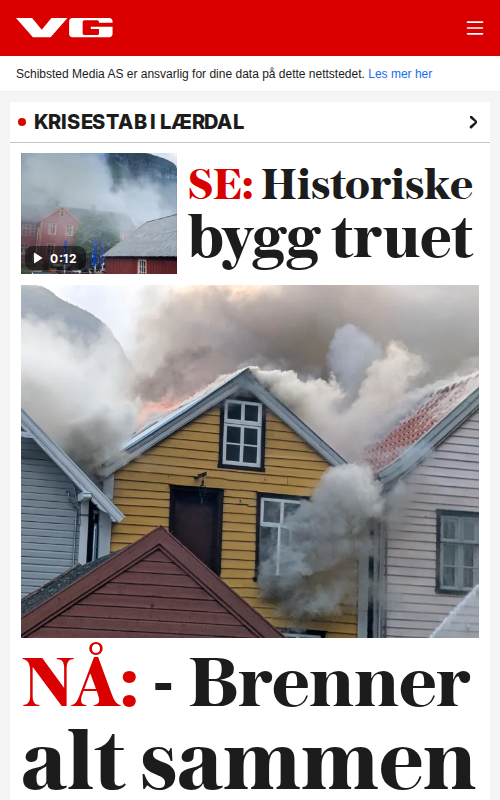 VG
Schibsted Media AS er ansvarlig for dine data på dette nettstedet. Les mer her
KRISESTAB I LÆRDAL
SE: Historiske
bygg truet
0:12
NÅ: - Brenner
alt sammen